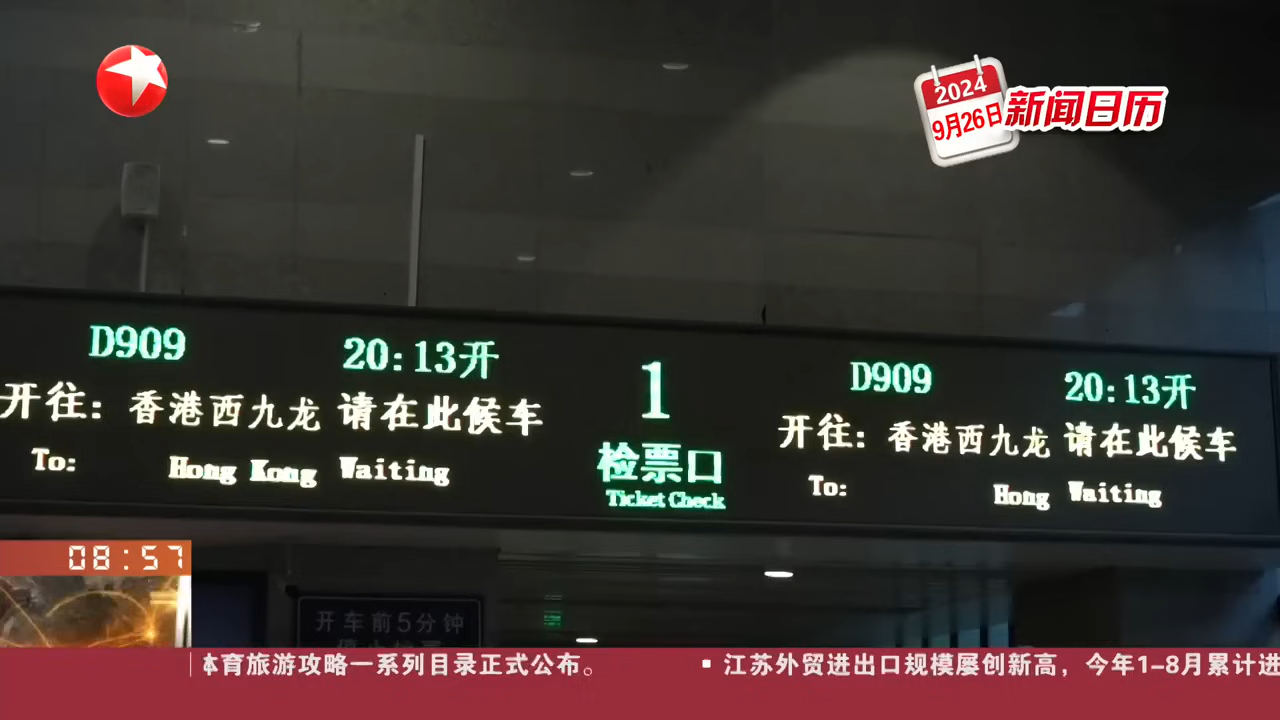 2024
9月26日
新闻日历
D909 20:13开
开往：香港西九龙 请在此候车
To: Hong Kong Waiting
1
检票口
Ticket Check
D909 20:13开
开往：香港西九龙 请在此候车
To: Hong Waiting
08:57
开车前5分钟
体育旅游攻略一系列目录正式公布。
▪ 江苏外贸进出口规模屡创新高，今年1-8月累计进